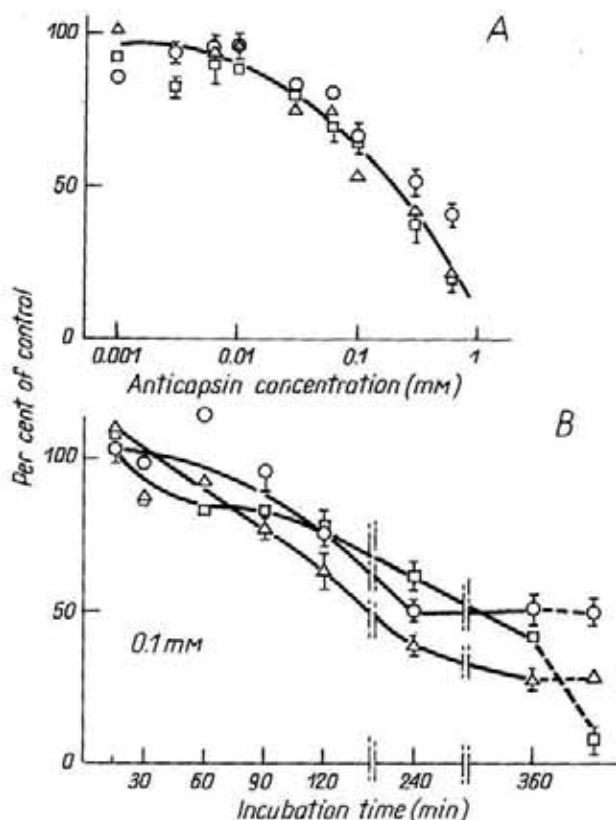 A
100
50
0
0.001 0.01 0.1 1
Anticapsin concentration (mM)
Per cent of control
B
100
50
0.1 mM
0
30 60 90 120 240 360
Incubation time (min)